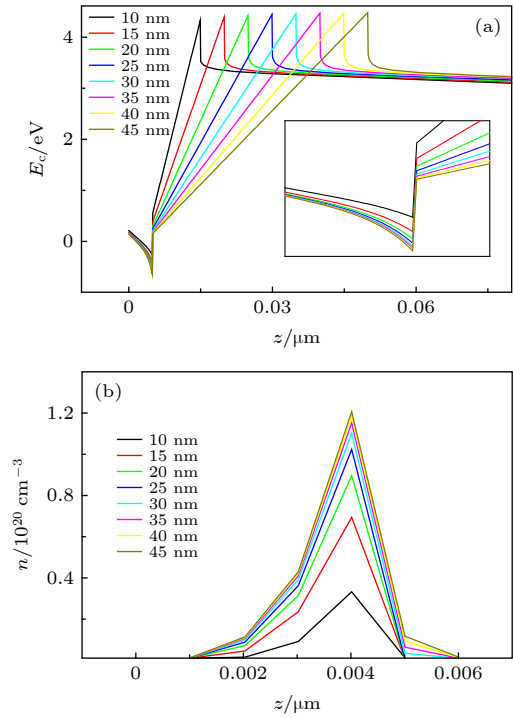 (a)
10 nm
15 nm
20 nm
25 nm
30 nm
35 nm
40 nm
45 nm
4
2
0
E_c/eV
0
0.03
0.06
z/μm
(b)
10 nm
15 nm
20 nm
25 nm
30 nm
35 nm
40 nm
45 nm
1.2
0.8
0.4
n/10^20 cm^−3
0
0.002
0.004
0.006
z/μm